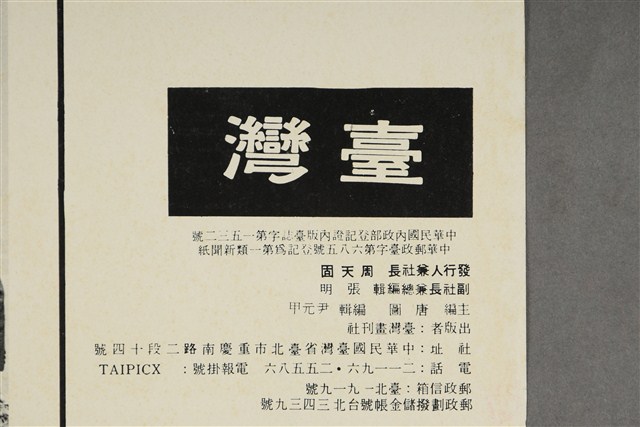 臺灣
中華民國內政部登記證內版臺誌字第一五三二號
中華郵政臺字第六八五號登記爲第一類新聞紙
發行人兼社長 周天固
副社長兼總編輯 張 明
主編 唐 圖 編輯 尹元甲
出版者：臺灣畫刊社
社 址：中華民國臺灣省臺北市重慶南路二段十四號
電 話：二一一九六・二五五八六 電報掛號：TAIPICX
郵政信箱：臺北一九一九號
郵政劃撥儲金帳號台北三四三九號